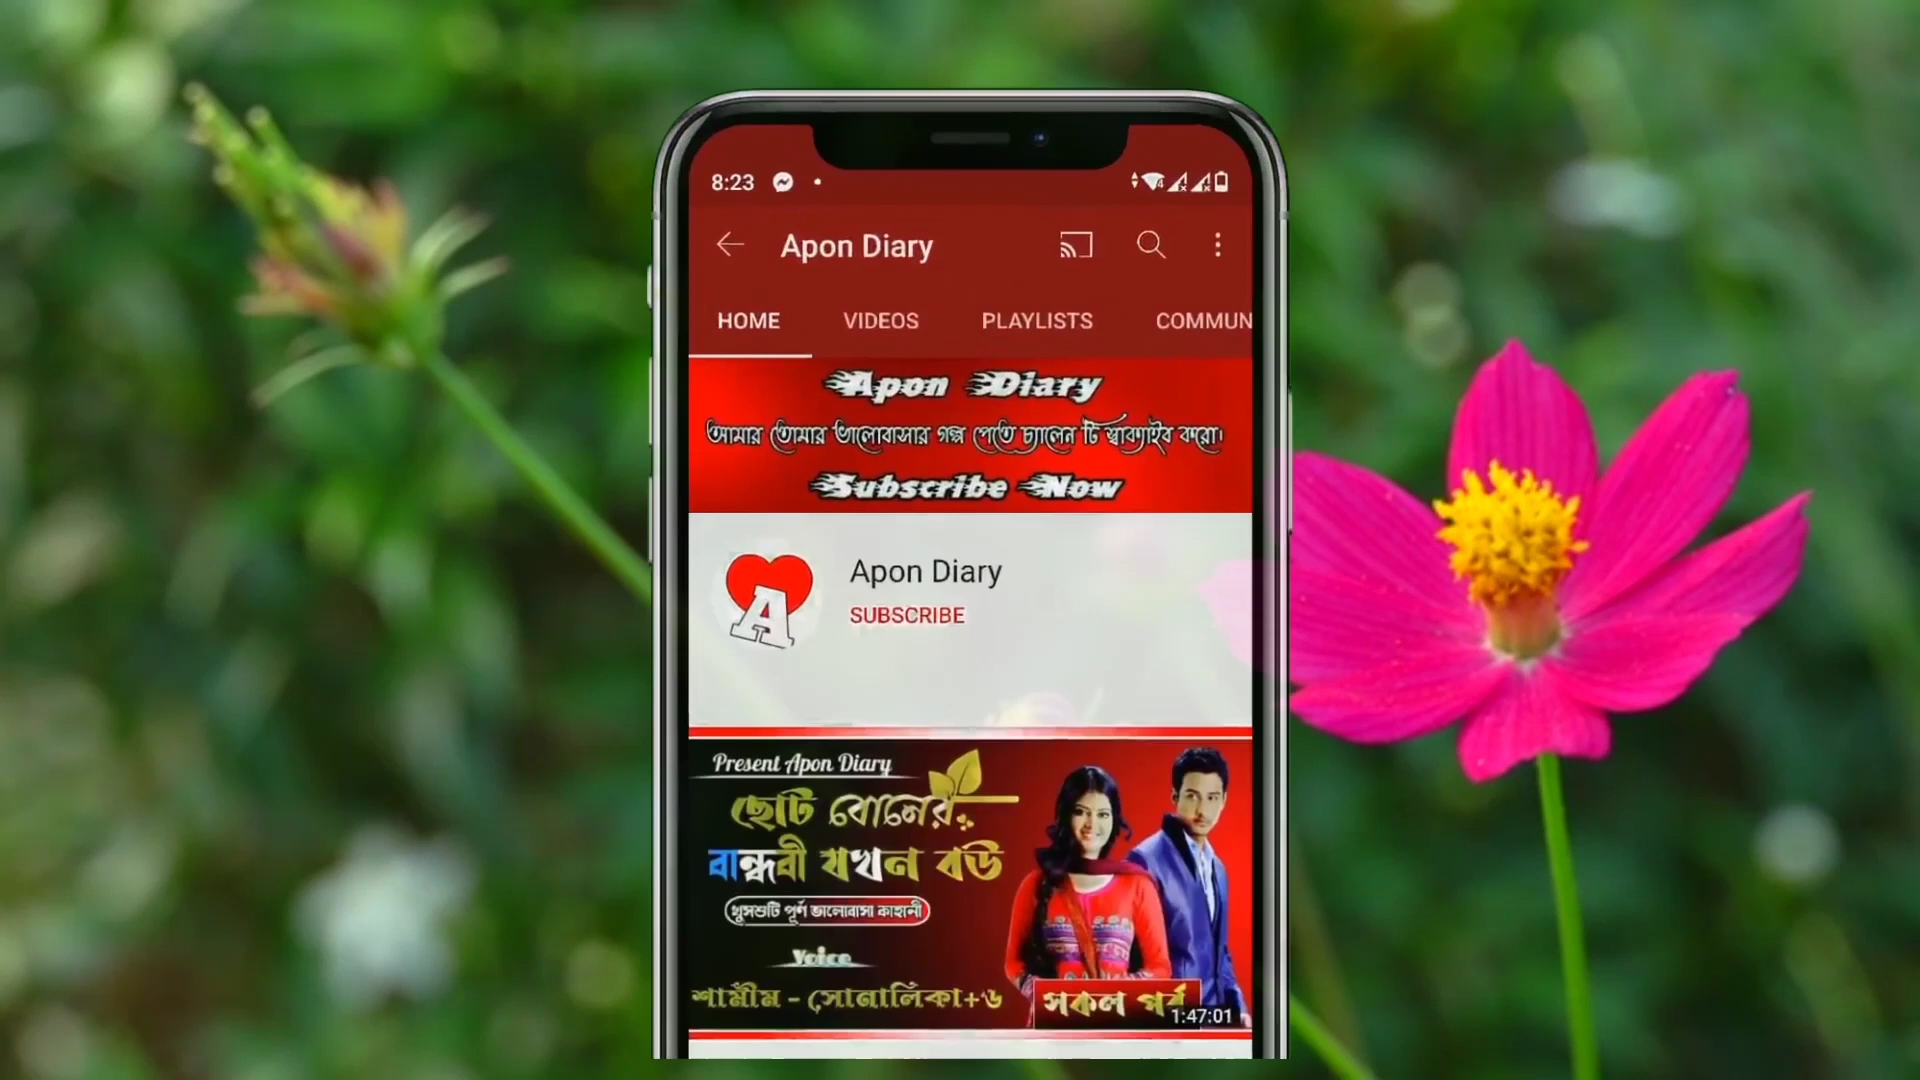 8:23
Apon Diary
HOME VIDEOS PLAYLISTS COMMUN
Apon Diary
আমার তোমার ভালোবাসার গল্প পেতে চ্যালেন টি স্বাবস্ক্রাইব করো।
Subscribe Now
Apon Diary
SUBSCRIBE
Present Apon Diary
ছোট বোনের
বান্ধবী যখন বউ
খুনসুটি পূর্ণ ভালোবাসা কাহানী
Voice
শামীম - সোনালিকা+৬
সকল পর্ব
1:47:01